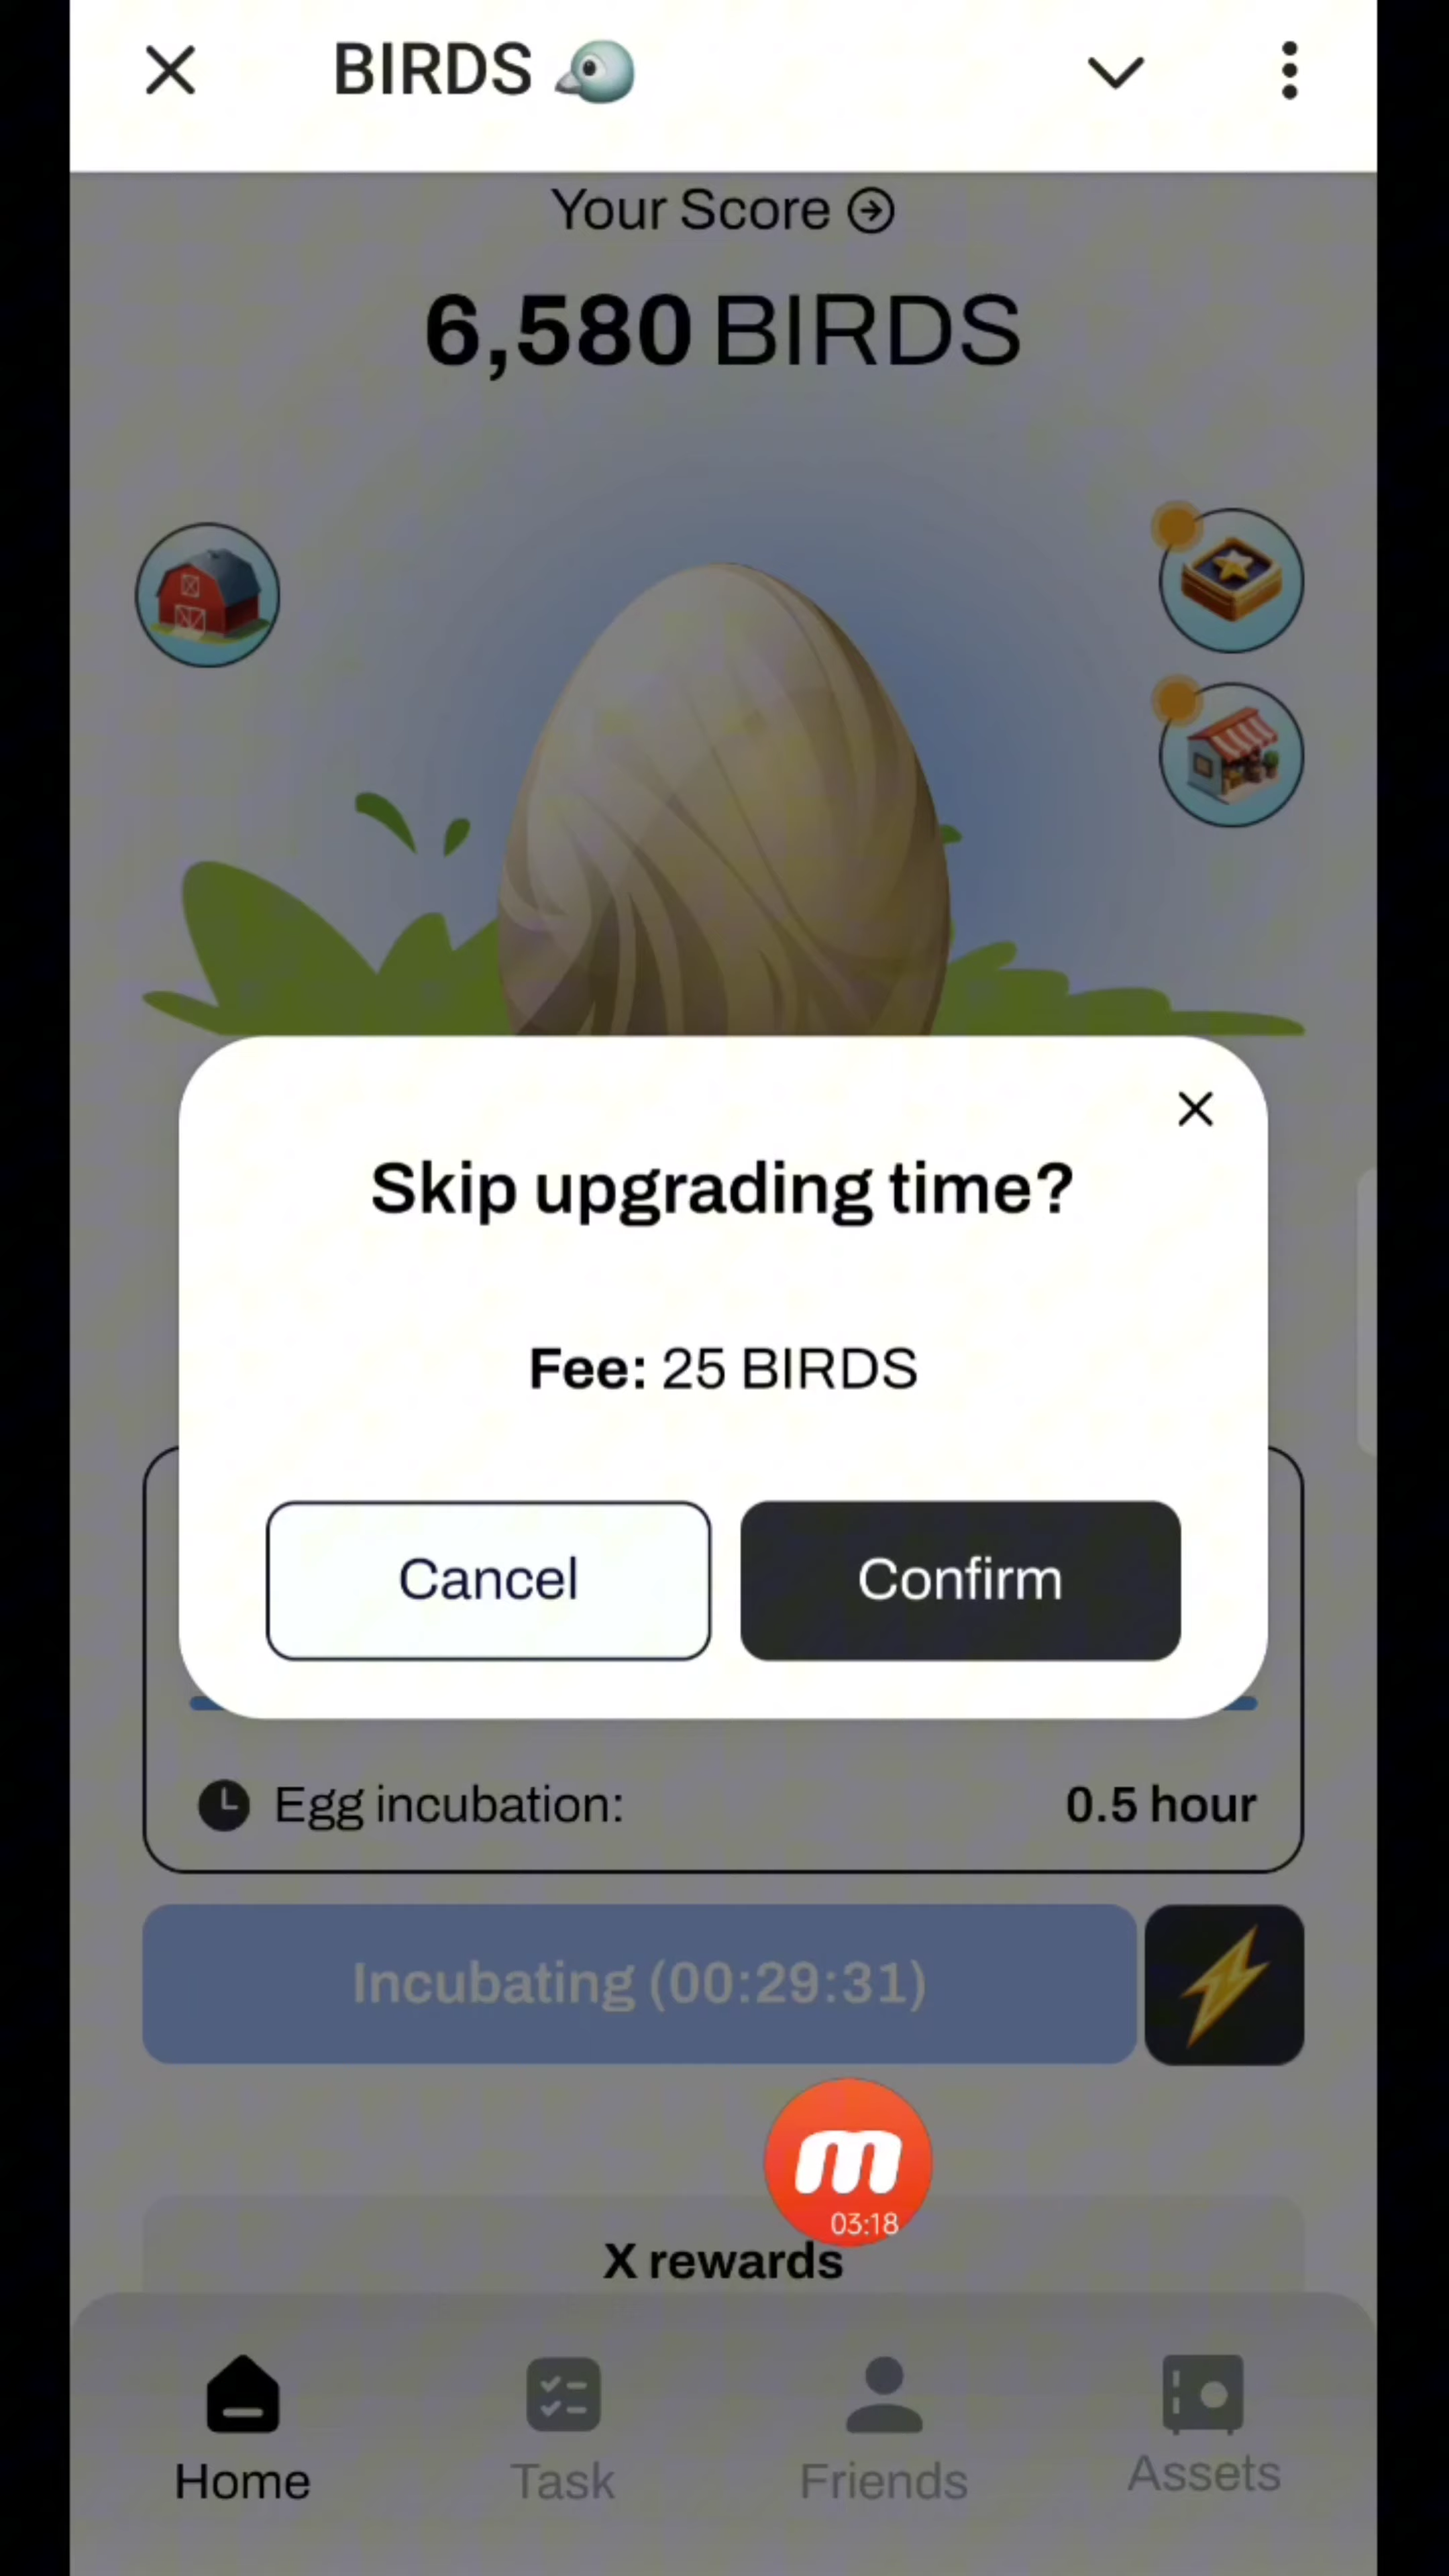 BIRDS
Your Score
6,580 BIRDS
Skip upgrading time?
Fee: 25 BIRDS
Cancel
Confirm
Egg incubation:
0.5 hour
Incubating (00:29:31)
m
03:18
X rewards
Home
Task
Friends
Assets